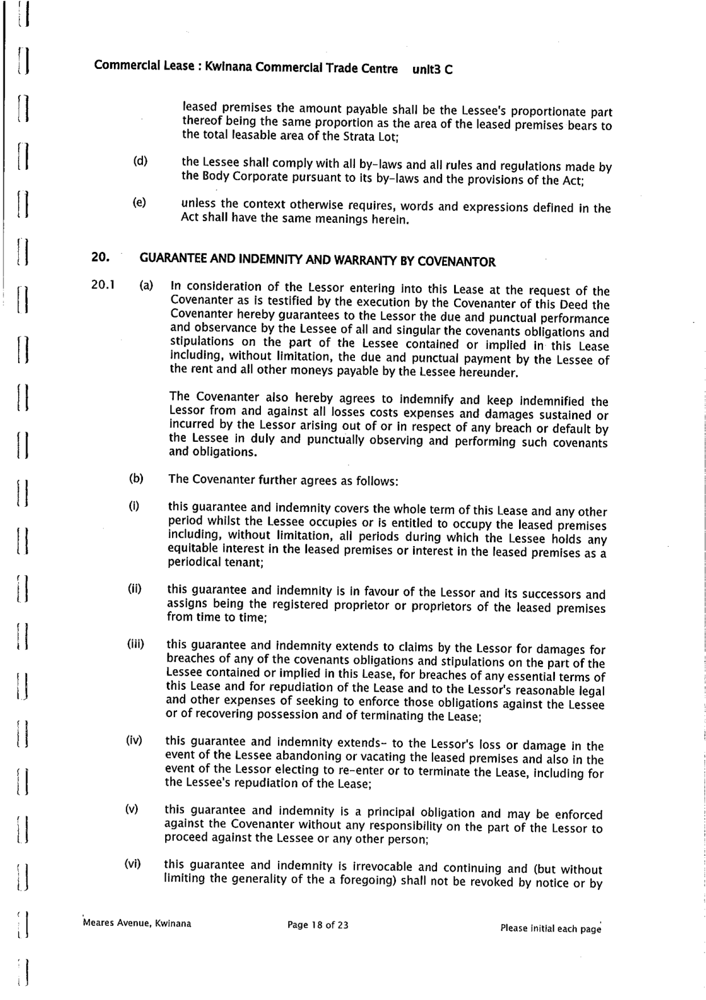 Commercial Lease : Kwinana Commercial Trade Centre unit3 C
leased premises the amount payable shall be the Lessee's proportionate part
thereof being the same proportion as the area of the leased premises bears to
the total leasable area of the Strata Lot;
(d) the Lessee shall comply with all by-laws and all rules and regulations made by
the Body Corporate pursuant to its by-laws and the provisions of the Act;
(e) unless the context otherwise requires, words and expressions defined in the
Act shall have the same meanings herein.
20. GUARANTEE AND INDEMNITY AND WARRANTY BY COVENANTOR
20.1 (a) In consideration of the Lessor entering into this Lease at the request of the
Covenanter as is testified by the execution by the Covenanter of this Deed the
Covenanter hereby guarantees to the Lessor the due and punctual performance
and observance by the Lessee of all and singular the covenants obligations and
stipulations on the part of the Lessee contained or implied in this Lease
including, without limitation, the due and punctual payment by the Lessee of
the rent and all other moneys payable by the Lessee hereunder.
The Covenanter also hereby agrees to indemnify and keep indemnified the
Lessor from and against all losses costs expenses and damages sustained or
incurred by the Lessor arising out of or in respect of any breach or default by
the Lessee in duly and punctually observing and performing such covenants
and obligations.
(b) The Covenanter further agrees as follows:
(i) this guarantee and indemnity covers the whole term of this Lease and any other
period whilst the Lessee occupies or is entitled to occupy the leased premises
including, without limitation, all periods during which the Lessee holds any
equitable interest in the leased premises or interest in the leased premises as a
periodical tenant;
(ii) this guarantee and indemnity is in favour of the Lessor and its successors and
assigns being the registered proprietor or proprietors of the leased premises
from time to time;
(iii) this guarantee and indemnity extends to claims by the Lessor for damages for
breaches of any of the covenants obligations and stipulations on the part of the
Lessee contained or implied in this Lease, for breaches of any essential terms of
this Lease and for repudiation of the Lease and to the Lessor's reasonable legal
and other expenses of seeking to enforce those obligations against the Lessee
or of recovering possession and of terminating the Lease;
(iv) this guarantee and indemnity extends- to the Lessor's loss or damage in the
event of the Lessee abandoning or vacating the leased premises and also in the
event of the Lessor electing to re-enter or to terminate the Lease, including for
the Lessee's repudiation of the Lease;
(v) this guarantee and indemnity is a principal obligation and may be enforced
against the Covenanter without any responsibility on the part of the Lessor to
proceed against the Lessee or any other person;
(vi) this guarantee and indemnity is irrevocable and continuing and (but without
limiting the generality of the a foregoing) shall not be revoked by notice or by
Meares Avenue, Kwinana Page 18 of 23 Please initial each page